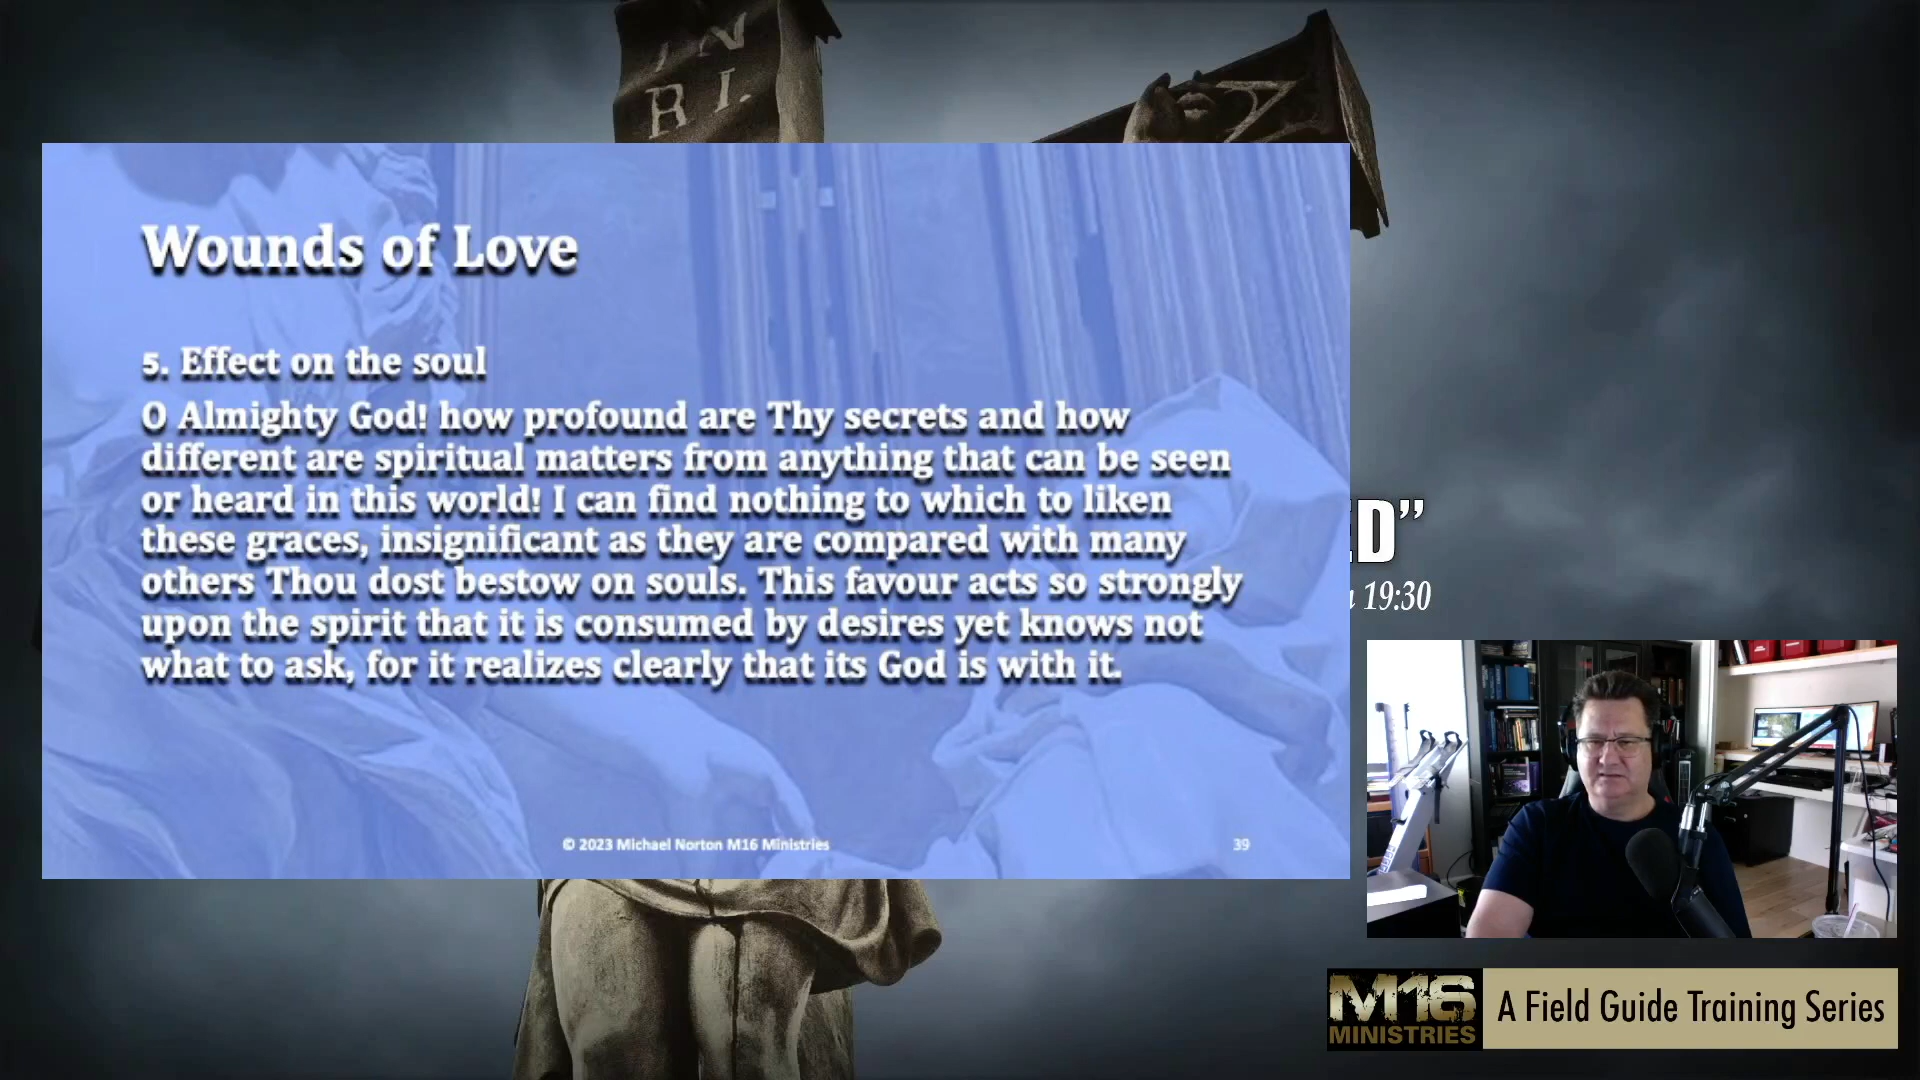 IN
RI.
Wounds of Love
5. Effect on the soul
O Almighty God! how profound are Thy secrets and how
different are spiritual matters from anything that can be seen
or heard in this world! I can find nothing to which to liken
these graces, insignificant as they are compared with many
others Thou dost bestow on souls. This favour acts so strongly
upon the spirit that it is consumed by desires yet knows not
what to ask, for it realizes clearly that its God is with it.
© 2023 Michael Norton M16 Ministries
39
ED”
19:30
M16
MINISTRIES
A Field Guide Training Series